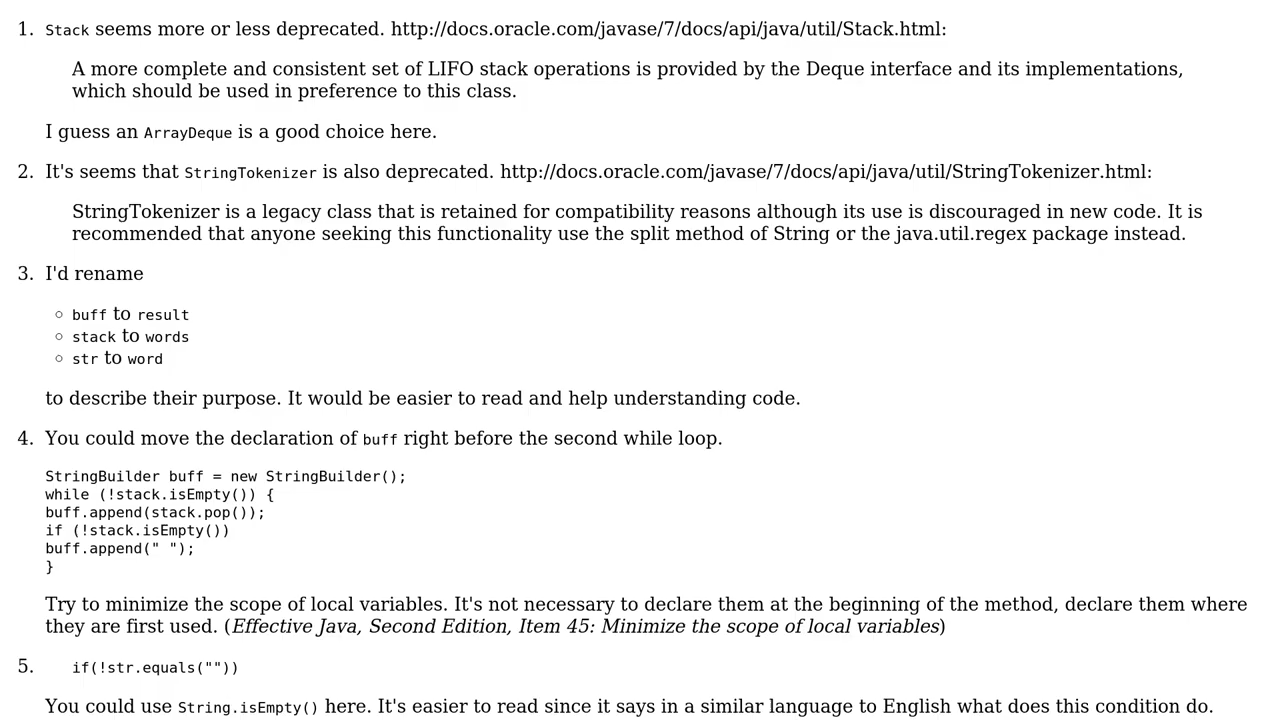 1. Stack seems more or less deprecated. http://docs.oracle.com/javase/7/docs/api/java/util/Stack.html:
A more complete and consistent set of LIFO stack operations is provided by the Deque interface and its implementations,
which should be used in preference to this class.
I guess an ArrayDeque is a good choice here.
2. It's seems that StringTokenizer is also deprecated. http://docs.oracle.com/javase/7/docs/api/java/util/StringTokenizer.html:
StringTokenizer is a legacy class that is retained for compatibility reasons although its use is discouraged in new code. It is
recommended that anyone seeking this functionality use the split method of String or the java.util.regex package instead.
3. I'd rename
◦ buff to result
◦ stack to words
◦ str to word
to describe their purpose. It would be easier to read and help understanding code.
4. You could move the declaration of buff right before the second while loop.
StringBuilder buff = new StringBuilder();
while (!stack.isEmpty()) {
buff.append(stack.pop());
if (!stack.isEmpty())
buff.append(" ");
}
Try to minimize the scope of local variables. It's not necessary to declare them at the beginning of the method, declare them where
they are first used. (Effective Java, Second Edition, Item 45: Minimize the scope of local variables)
5. if(!str.equals(""))
You could use String.isEmpty() here. It's easier to read since it says in a similar language to English what does this condition do.